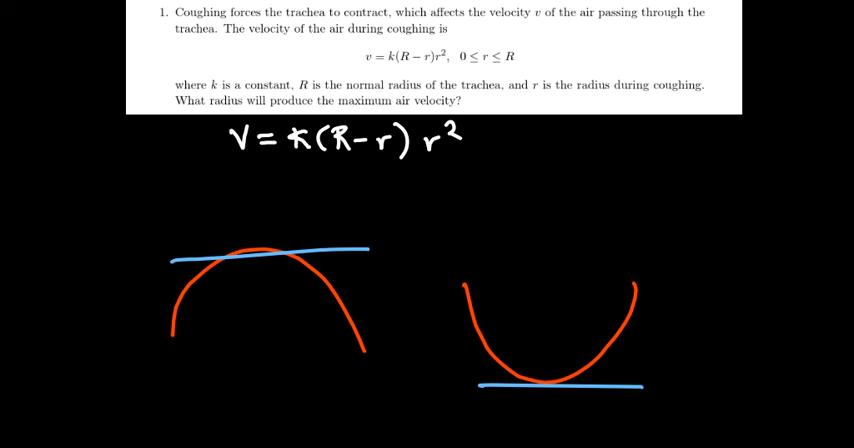 1. Coughing forces the trachea to contract, which affects the velocity v of the air passing through the
trachea. The velocity of the air during coughing is
v = k(R − r)r², 0 ≤ r ≤ R
where k is a constant, R is the normal radius of the trachea, and r is the radius during coughing.
What radius will produce the maximum air velocity?
V = k(R-r) r²